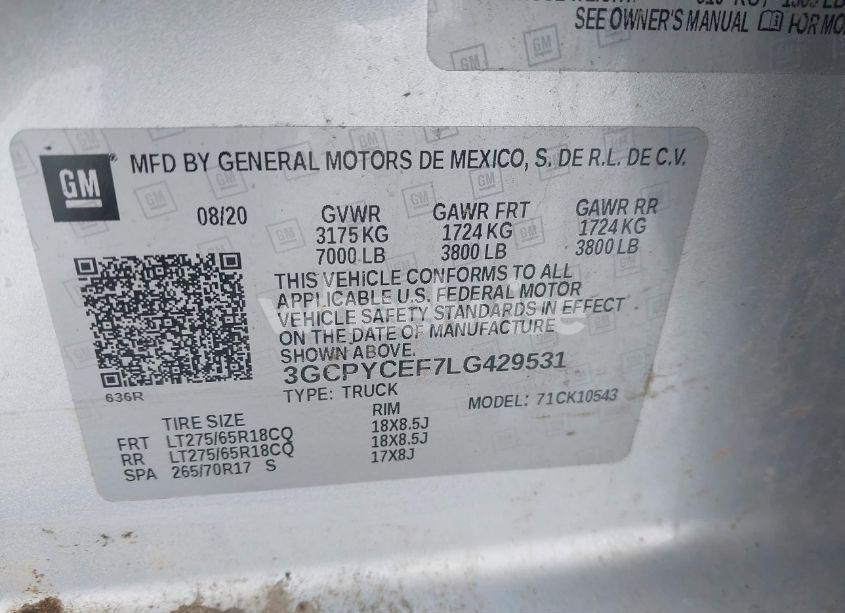 SEE OWNER'S MANUAL FOR MO
GM
MFD BY GENERAL MOTORS DE MEXICO, S. DE R.L. DE C.V.
08/20 GVWR GAWR FRT GAWR RR
3175 KG 1724 KG 1724 KG
7000 LB 3800 LB 3800 LB
THIS VEHICLE CONFORMS TO ALL
APPLICABLE U.S. FEDERAL MOTOR
VEHICLE SAFETY STANDARDS IN EFFECT
ON THE DATE OF MANUFACTURE
SHOWN ABOVE.
3GCPYCEF7LG429531
636R
TYPE: TRUCK MODEL: 71CK10543
TIRE SIZE RIM
FRT LT275/65R18CQ 18X8.5J
RR LT275/65R18CQ 18X8.5J
SPA 265/70R17 S 17X8J